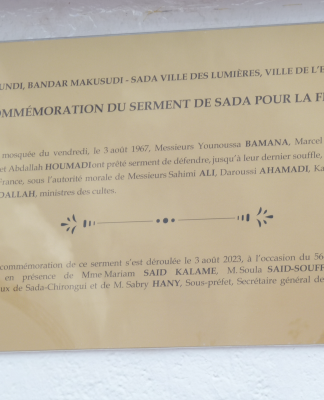 UNDI, BANDAR MAKUSUDI - SADA VILLE DES LUMIÈRES, VILLE DE L'E
COMMÉMORATION DU SERMENT DE SADA POUR LA F
mosquée du vendredi, le 3 août 1967, Messieurs Younoussa BAMANA, Marcel
et Abdallah HOUMADI ont prêté serment de défendre, jusqu'à leur dernier souffle,
France, sous l'autorité morale de Messieurs Sahimi ALI, Daroussi AHAMADI, Ka
DALLAH, ministres des cultes.
commémoration de ce serment s'est déroulée le 3 août 2023, à l'occasion du 56
en présence de Mme Mariam SAID KALAME, M. Soula SAID-SOUFF
ux de Sada-Chirongui et de M. Sabry HANY, Sous-préfet, Secrétaire général de